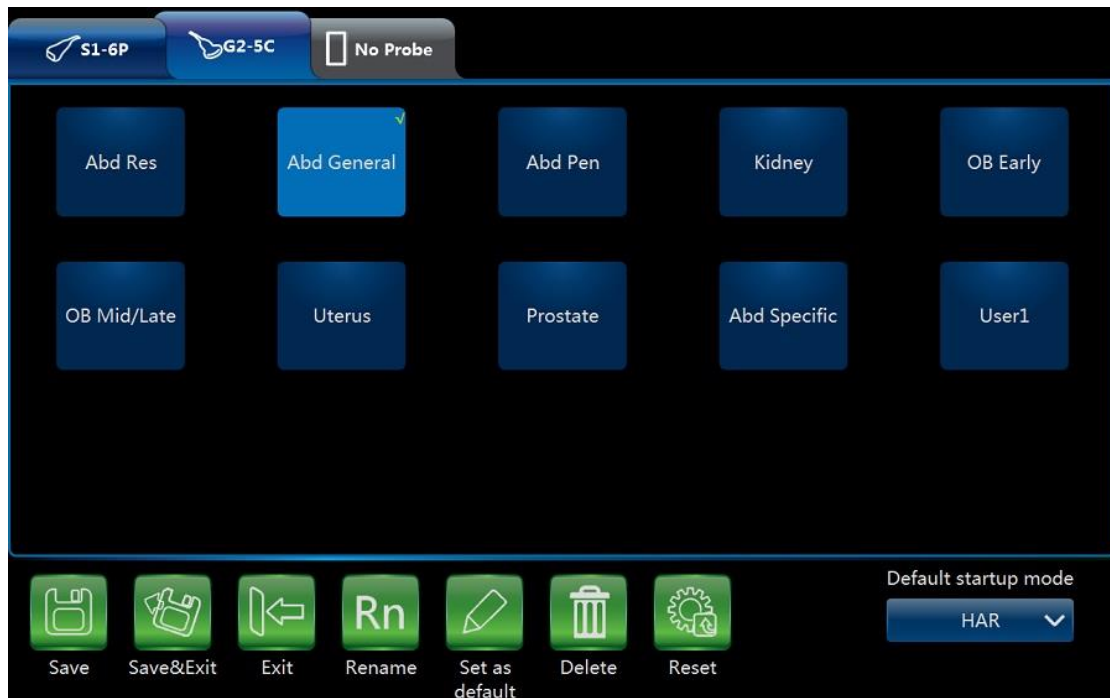 S1-6P
G2-5C
No Probe
Abd Res
Abd General
Abd Pen
Kidney
OB Early
OB Mid/Late
Uterus
Prostate
Abd Specific
User1
Default startup mode
HAR
Rn
Save
Save&Exit
Exit
Rename
Set as
default
Delete
Reset